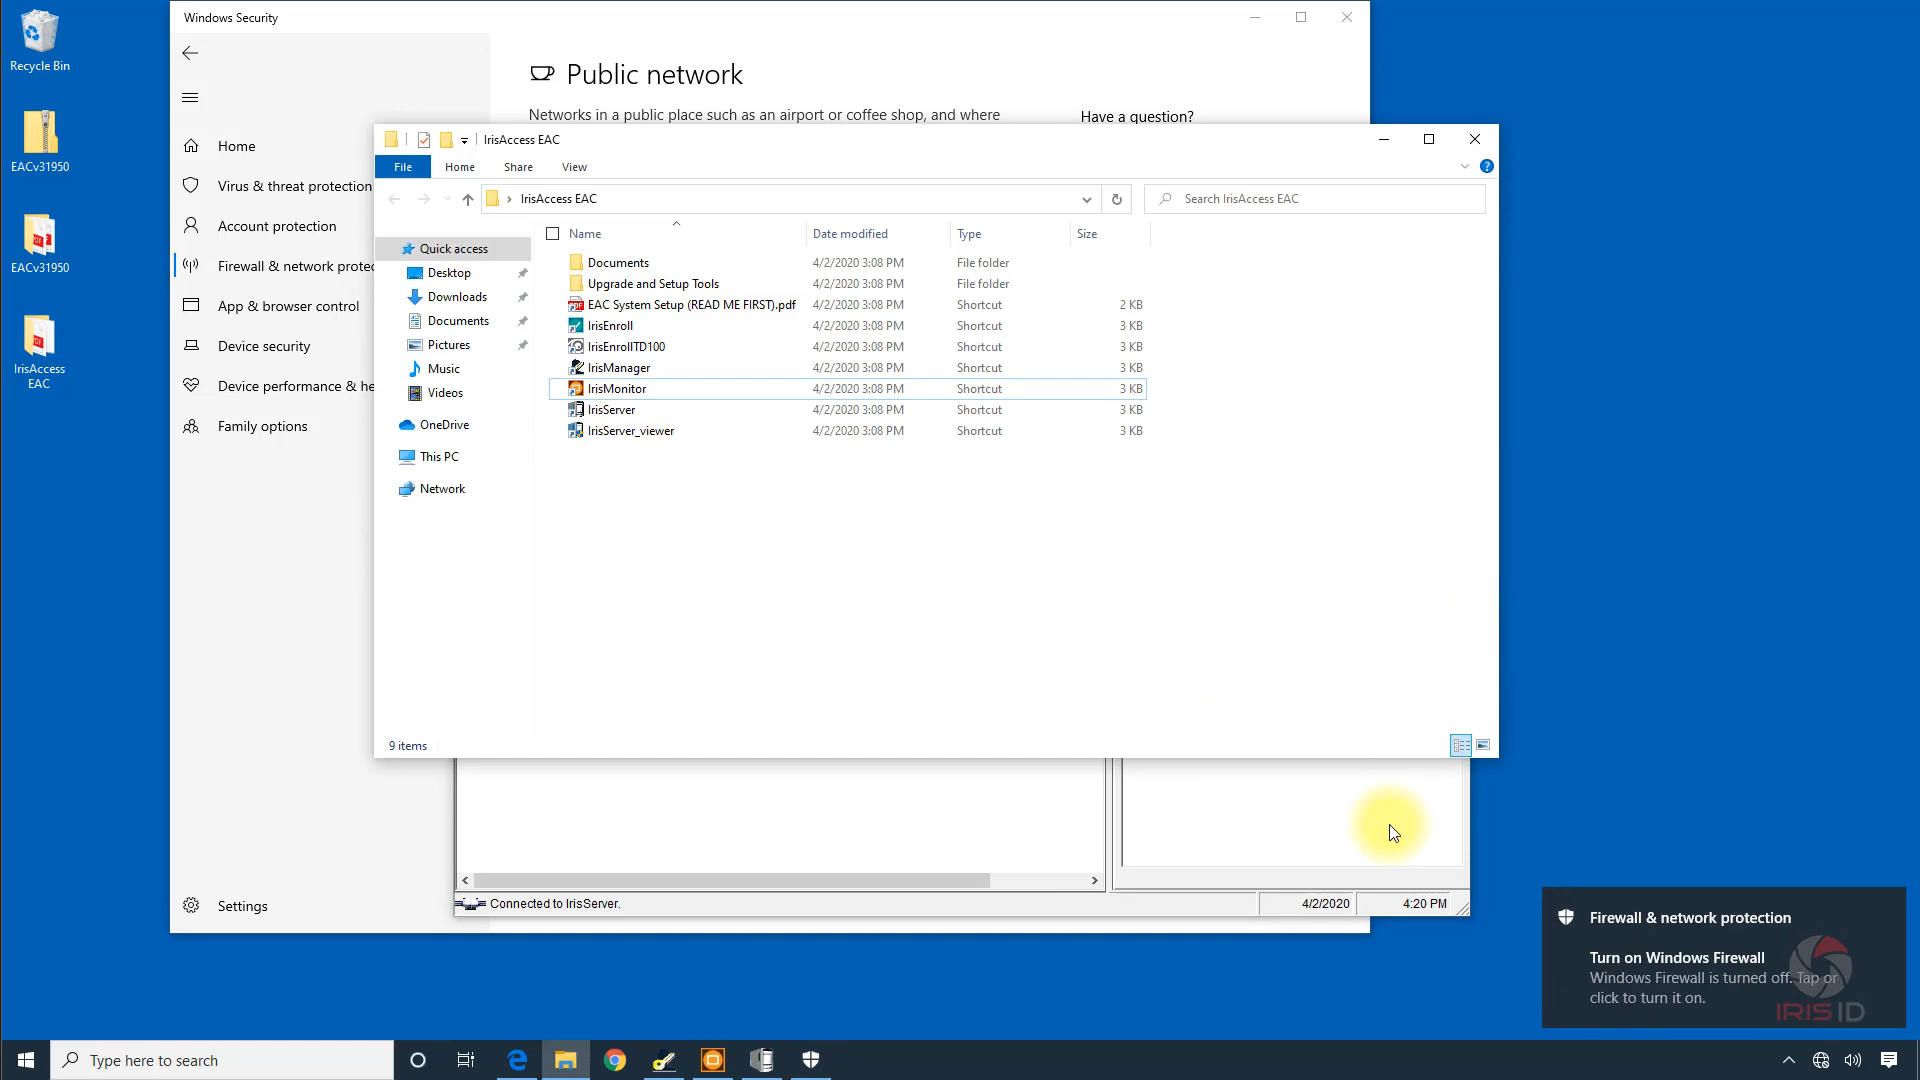 Recycle Bin
EACv31950
EACv31950
IrisAccess
EAC
Windows Security
Home
Virus & threat protection
Account protection
Firewall & network protec
App & browser control
Device security
Device performance & he
Family options
Settings
Public network
Networks in a public place such as an airport or coffee shop, and where
Have a question?
IrisAccess EAC
File Home Share View
IrisAccess EAC
Search IrisAccess EAC
Quick access
Desktop
Downloads
Documents
Pictures
Music
Videos
OneDrive
This PC
Network
Name Date modified Type Size
Documents 4/2/2020 3:08 PM File folder
Upgrade and Setup Tools 4/2/2020 3:08 PM File folder
EAC System Setup (READ ME FIRST).pdf 4/2/2020 3:08 PM Shortcut 2 KB
IrisEnroll 4/2/2020 3:08 PM Shortcut 3 KB
IrisEnrollTD100 4/2/2020 3:08 PM Shortcut 3 KB
IrisManager 4/2/2020 3:08 PM Shortcut 3 KB
IrisMonitor 4/2/2020 3:08 PM Shortcut 3 KB
IrisServer 4/2/2020 3:08 PM Shortcut 3 KB
IrisServer_viewer 4/2/2020 3:08 PM Shortcut 3 KB
9 items
Connected to IrisServer. 4/2/2020 4:20 PM
Firewall & network protection
Turn on Windows Firewall
Windows Firewall is turned off. Tap or
click to turn it on.
IRIS ID
Type here to search